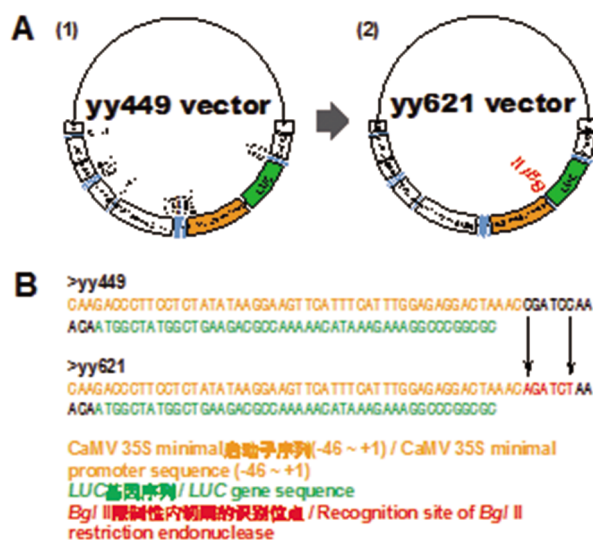 A
(1)
(2)
yy449 vector
yy621 vector
LUC
LUC
Bgl II
B
>yy449
CAAGACCCTTCCTCTATATAAGGAAGTTCATTTCATTTGGAGAGGACTAAACCGATCCAA
ACAATGGCTATGGCTGAAGACGCCAAAAACATAAAGAAAGGCCCGGCGC
>yy621
CAAGACCCTTCCTCTATATAAGGAAGTTCATTTCATTTGGAGAGGACTAAACAGATCTAA
ACAATGGCTATGGCTGAAGACGCCAAAAACATAAAGAAAGGCCCGGCGC
CaMV 35S minimal启动子序列(-46 ~ +1) / CaMV 35S minimal
promoter sequence (-46 ~ +1)
LUC基因序列 / LUC gene sequence
Bgl II限制性内切酶的识别位点 / Recognition site of Bgl II
restriction endonuclease